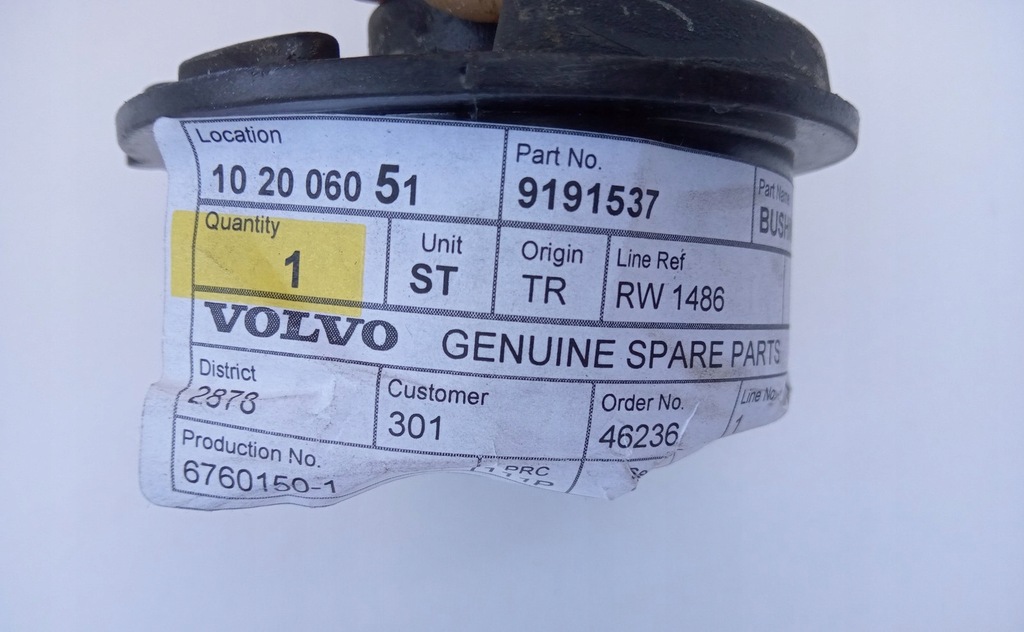 Location
10 20 060 51
Part No.
9191537
Part Name
Quantity
1
Unit
ST
Origin
TR
Line Ref
RW 1486
VOLVO GENUINE SPARE PARTS
District
2878
Customer
301
Order No.
46236
Line No.
1
Production No.
6760150-1
PRC